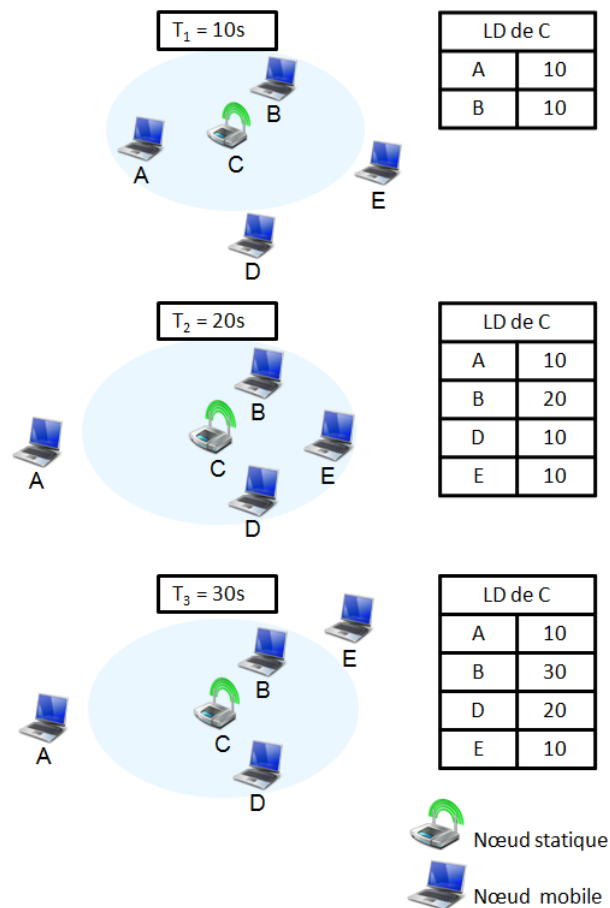 T1 = 10s
LD de C
A 10
B 10
B
A
C
E
D
T2 = 20s
LD de C
A 10
B 20
D 10
E 10
B
A
C
E
D
T3 = 30s
LD de C
A 10
B 30
D 20
E 10
E
B
A
C
D
Nœud statique
Nœud mobile